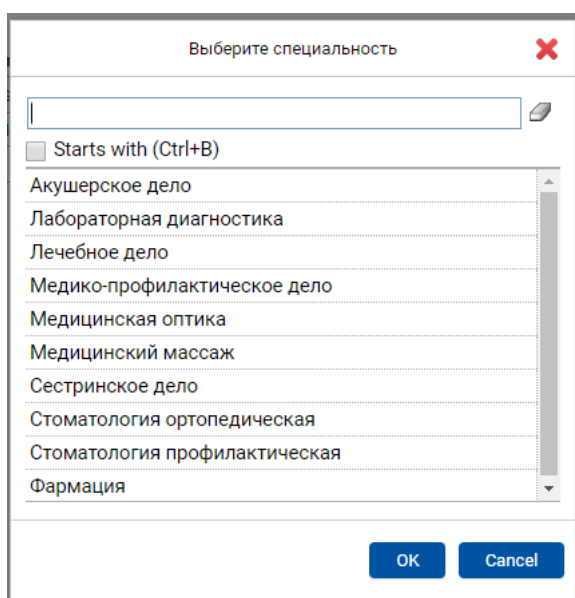 Выберите специальность
Starts with (Ctrl+B)
Акушерское дело
Лабораторная диагностика
Лечебное дело
Медико-профилактическое дело
Медицинская оптика
Медицинский массаж
Сестринское дело
Стоматология ортопедическая
Стоматология профилактическая
Фармация
OK Cancel